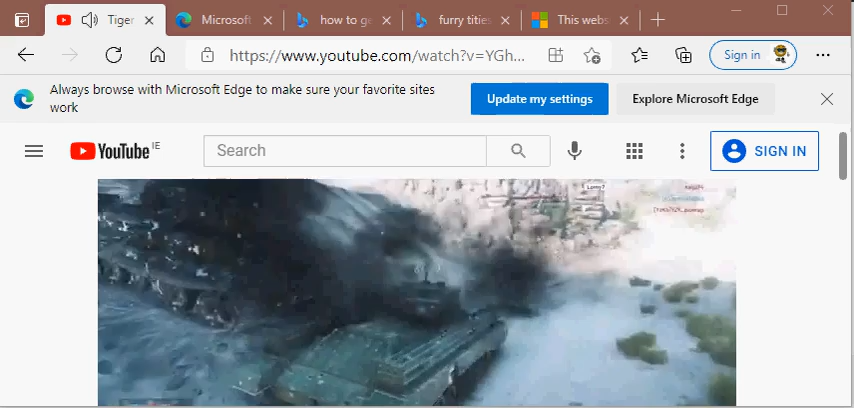 Tiger
Microsoft
how to ge
furry tities
This webs
https://www.youtube.com/watch?v=YGh...
Sign in
Always browse with Microsoft Edge to make sure your favorite sites
work
Update my settings
Explore Microsoft Edge
YouTube IE
Search
SIGN IN